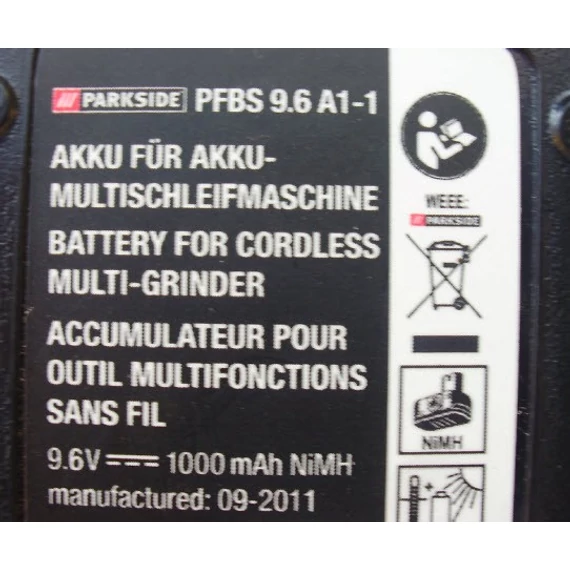 /// PARKSIDE PFBS 9.6 A1-1
AKKU FÜR AKKU-
MULTISCHLEIFMASCHINE
BATTERY FOR CORDLESS
MULTI-GRINDER
ACCUMULATEUR POUR
OUTIL MULTIFONCTIONS
SANS FIL
9.6V 1000 mAh NiMH
manufactured: 09-2011
WEEE:
/// PARKSIDE
NiMH